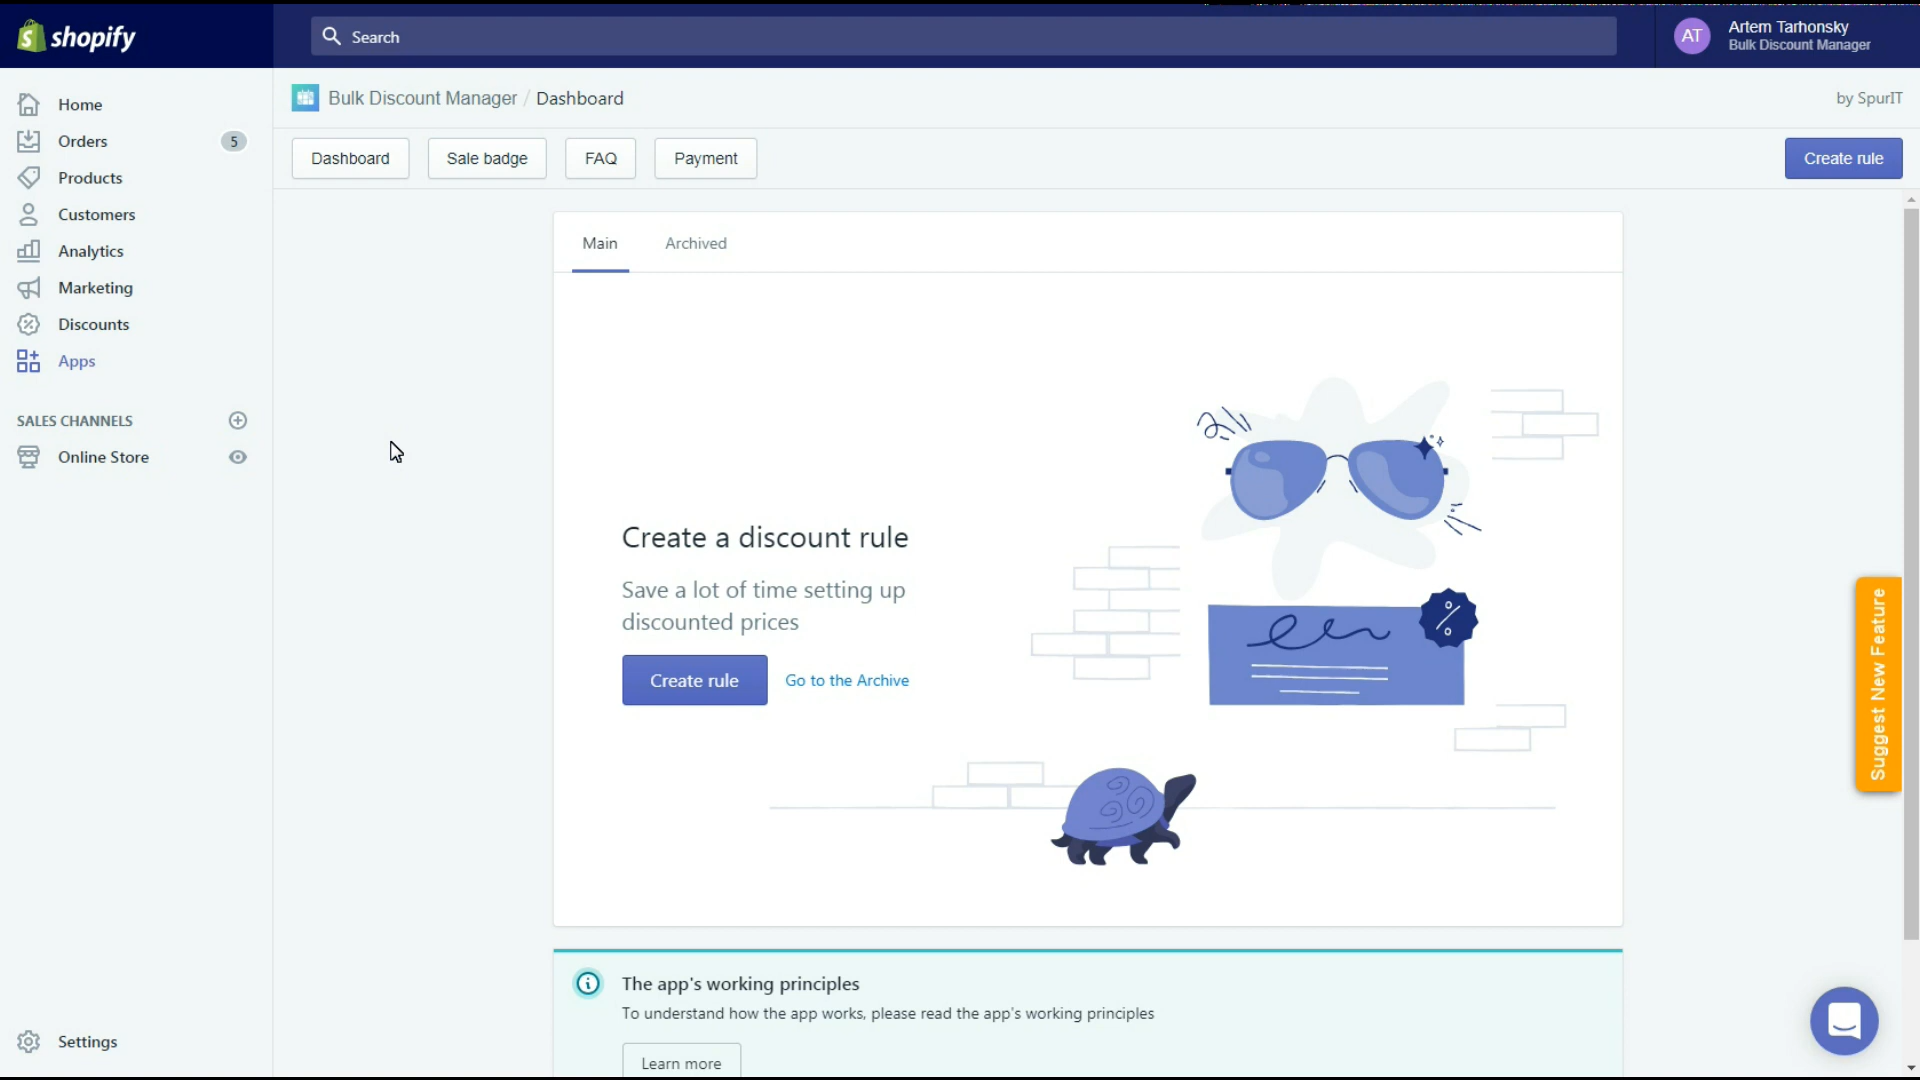 shopify
Search
AT
Artem Tarhonsky
Bulk Discount Manager
Home
Orders
5
Products
Customers
Analytics
Marketing
Discounts
Apps
SALES CHANNELS
Online Store
Settings
Bulk Discount Manager / Dashboard
by SpurIT
Dashboard
Sale badge
FAQ
Payment
Create rule
Main
Archived
Create a discount rule
Save a lot of time setting up
discounted prices
Create rule
Go to the Archive
%
Suggest New Feature
The app's working principles
To understand how the app works, please read the app's working principles
Learn more